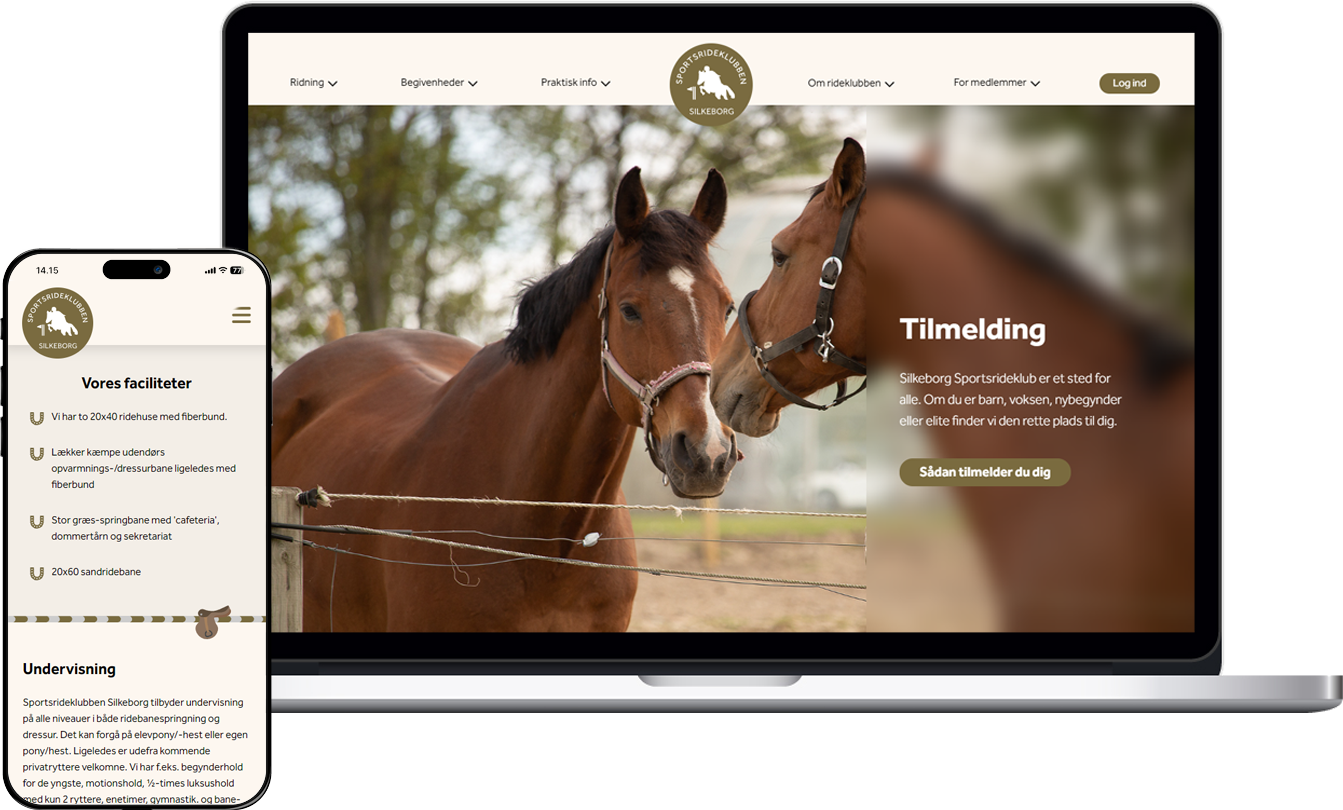 Ridning
Begivenheder
Praktisk info
SPORTSRIDEKLUBBEN
SILKEBORG
Om rideklubben
For medlemmer
Log ind
Tilmelding
Silkeborg Sportsrideklub er et sted for
alle. Om du er barn, voksen, nybegynder
eller elite finder vi den rette plads til dig.
Sådan tilmelder du dig
14.15
77
SPORTSRIDEKLUBBEN
SILKEBORG
Vores faciliteter
Vi har to 20x40 ridehuse med fiberbund.
Lækker kæmpe udendørs
opvarmnings-/dressurbane ligeledes med
fiberbund
Stor græs-springbane med 'cafeteria',
dommertårn og sekretariat
20x60 sandridebane
Undervisning
Sportsrideklubben Silkeborg tilbyder undervisning
på alle niveauer i både ridebanespringning og
dressur. Det kan forgå på elevpony/-hest eller egen
pony/hest. Ligeledes er udefra kommende
privatryttere velkomne. Vi har f.eks. begynderhold
for de yngste, motionshold, ½-times luksushold
med kun 2 ryttere, enetimer, gymnastik. og bane-